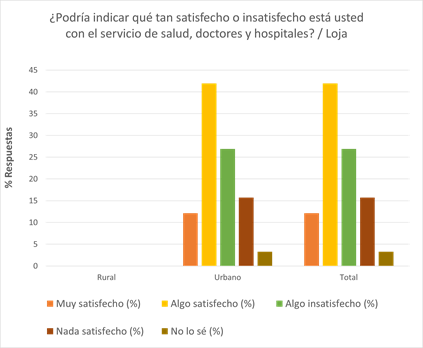 ¿Podría indicar qué tan satisfecho o insatisfecho está usted
con el servicio de salud, doctores y hospitales? / Loja
% Respuestas
45
40
35
30
25
20
15
10
5
0
Rural Urbano Total
Muy satisfecho (%) Algo satisfecho (%) Algo insatisfecho (%)
Nada satisfecho (%) No lo sé (%)